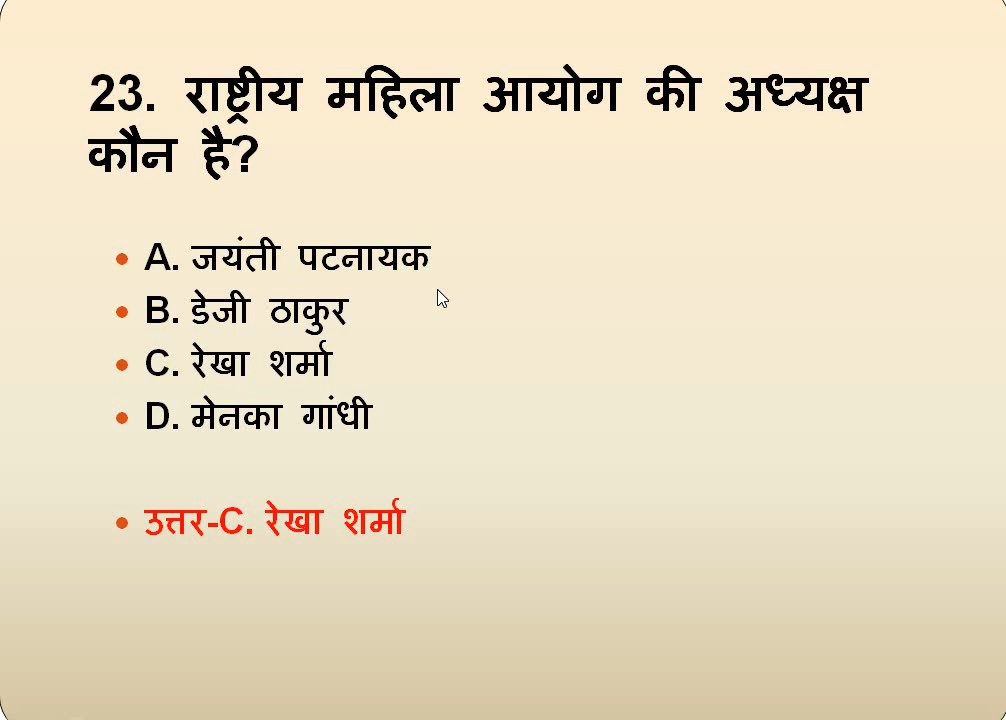 23. राष्ट्रीय महिला आयोग की अध्यक्ष
कौन है?
• A. जयंती पटनायक
• B. डेजी ठाकुर
• C. रेखा शर्मा
• D. मेनका गांधी
• उत्तर-C. रेखा शर्मा